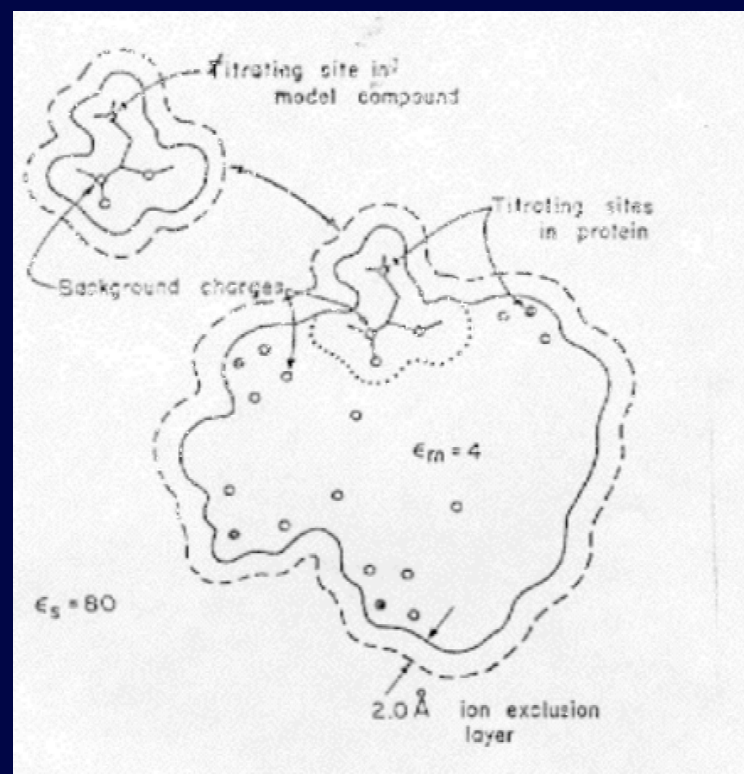 Titrating site in
model compound
Titrating sites
in protein
Background charges
εm = 4
εs = 80
2.0 Å ion exclusion
layer